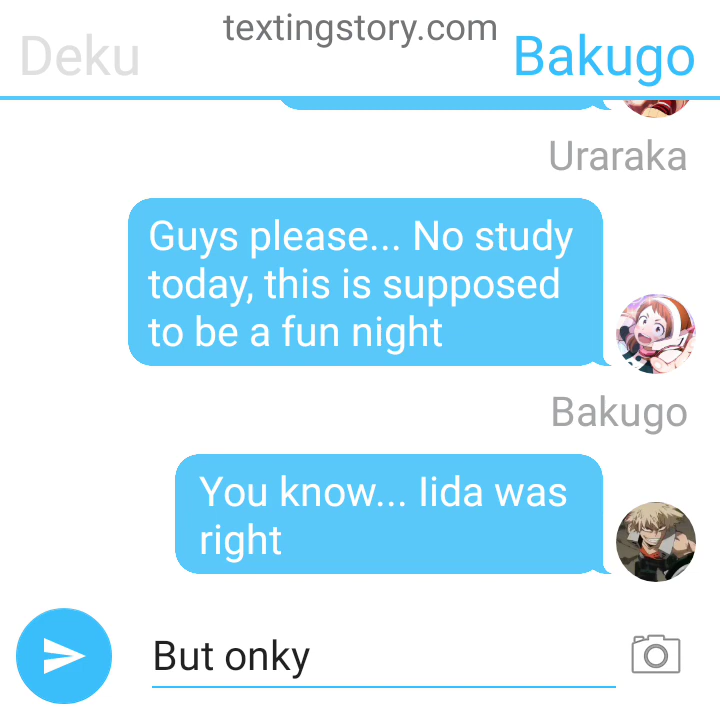 textingstory.com
Deku
Bakugo
Uraraka
Guys please... No study
today, this is supposed
to be a fun night
Bakugo
You know... Iida was
right
But onky